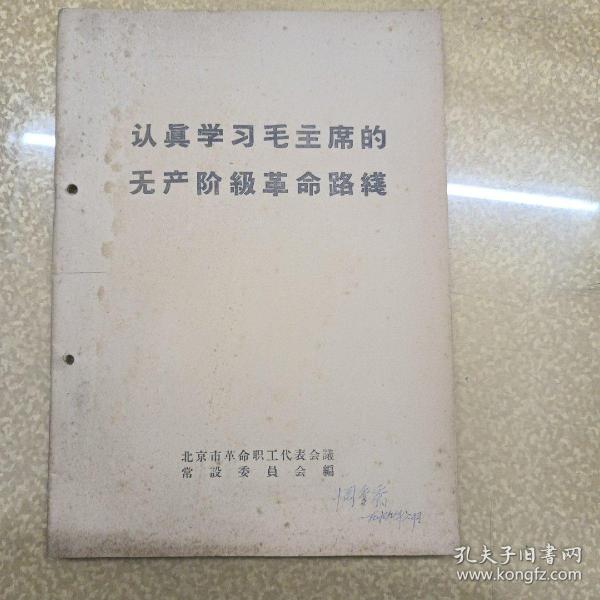 认眞学习毛主席的
无产阶級革命路綫
北京市革命职工代表会議
常設委員会編
孔夫子旧书网
www.kongfz.com